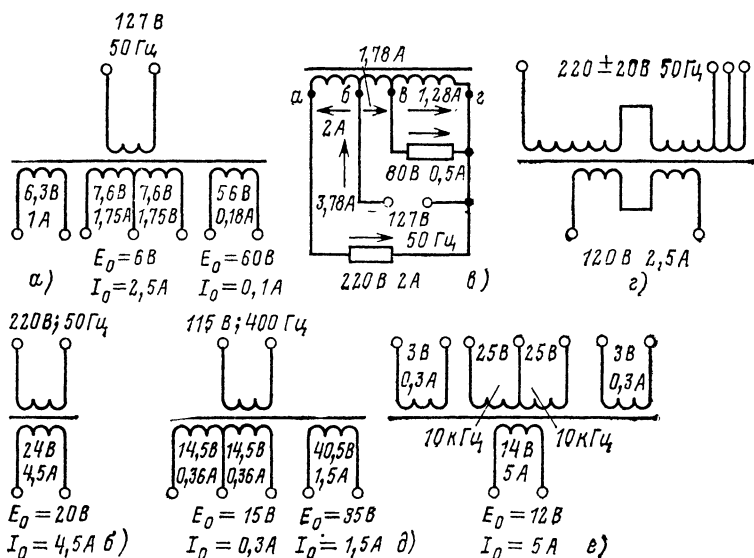 127 В
50 Гц
6,3В
1 А
7,6В
1,75А
7,6В
1,75В
56В
0,18А
E₀ = 6В
I₀ = 2,5А
E₀ = 60В
I₀ = 0,1А
а)
1,78 А
а
б
в
г
1,28А
2 А
80В 0,5А
3,78А
127В
50 Гц
220В 2А
в)
220 ± 20В 50Гц
120В 2,5А
г)
220В; 50Гц
24В
4,5А
E₀ = 20В
I₀ = 4,5А
б)
115 В; 400 Гц
14,5В
0,36А
14,5В
0,36А
40,5В
1,5А
E₀ = 15В
I₀ = 0,3А
E₀ = 35В
I₀ = 1,5А
д)
3В
0,3А
25В
25В
3В
0,3А
10кГц
10кГц
14В
5А
E₀ = 12В
I₀ = 5А
е)